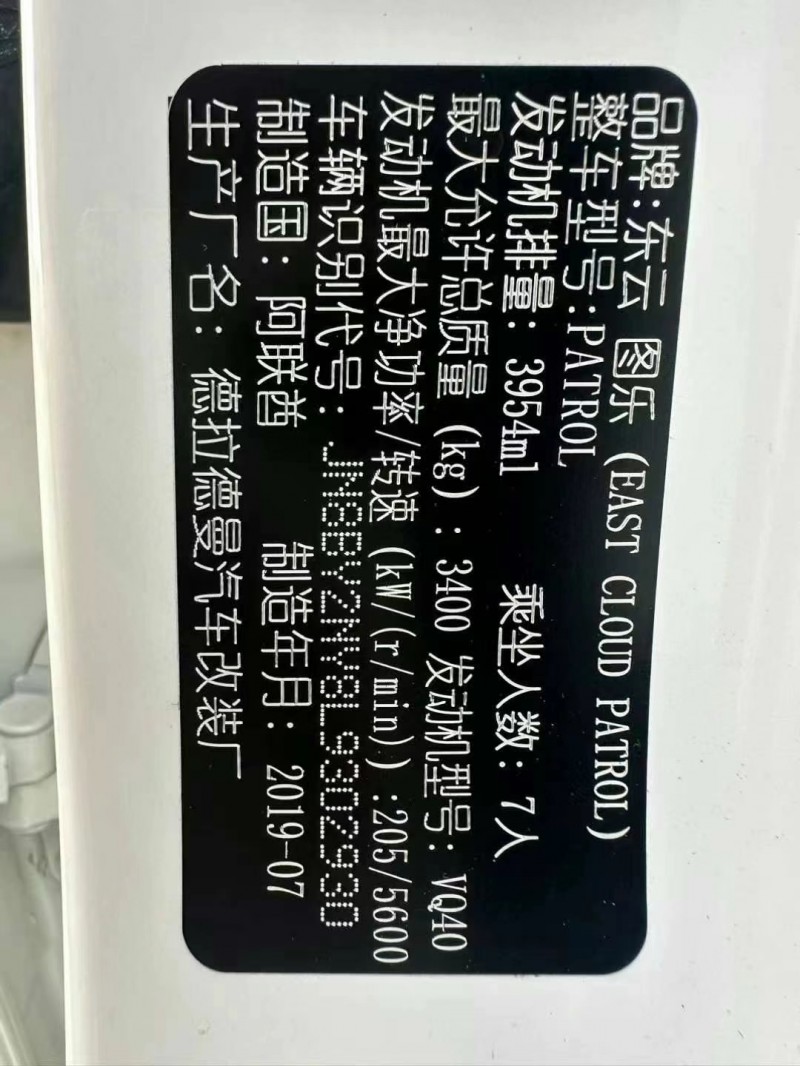 品牌:东云 图乐 (EAST CLOUD PATROL)
整车型号:PATROL
发动机排量: 3954ml 乘坐人数: 7人
最大允许总质量 (kg) : 3400 发动机型号: VQ40
发动机最大净功率/转速 (kW/(r/min)) :205/5600
车辆识别代号: JN8BY2NY8L9302930
制造国: 阿联酋 制造年月: 2019-07
生产厂名: 德拉德曼汽车改装厂